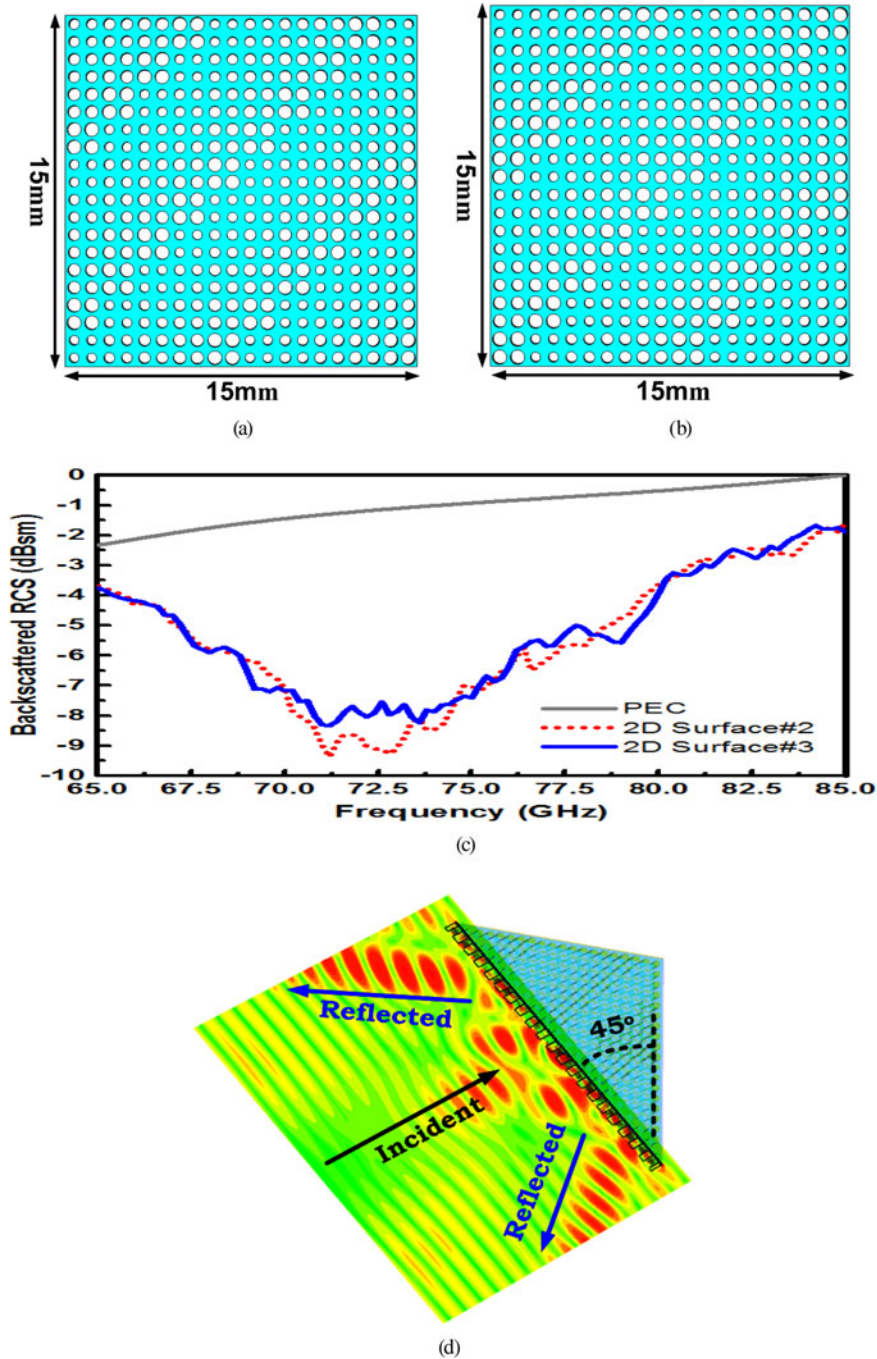 15mm
15mm
15mm
15mm
(a)
(b)
Backscattered RCS (dBsm)
0
-1
-2
-3
-4
-5
-6
-7
-8
-9
-10
PEC
2D Surface#2
2D Surface#3
65.0 67.5 70.0 72.5 75.0 77.5 80.0 82.5 85.0
Frequency (GHz)
(c)
Reflected
45°
Incident
Reflected
(d)